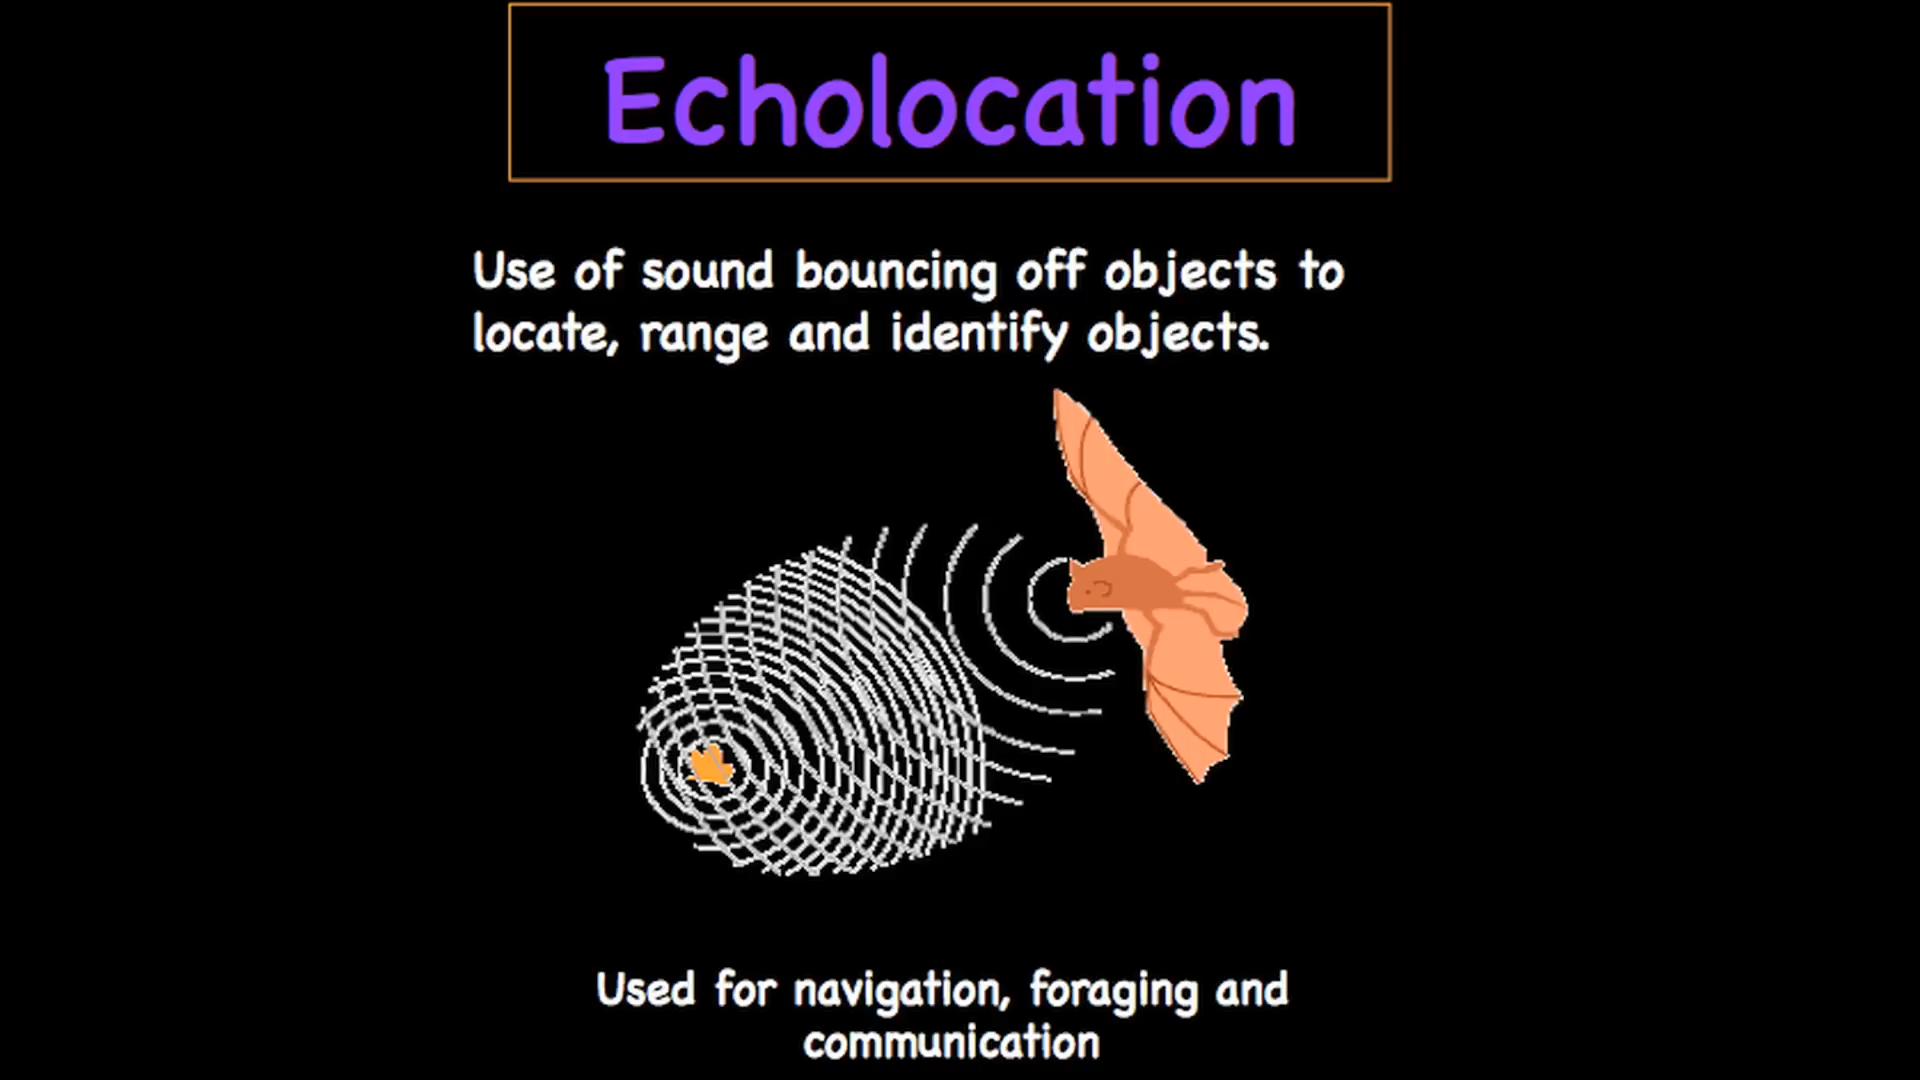 Echolocation
Use of sound bouncing off objects to
locate, range and identify objects.
Used for navigation, foraging and
communication